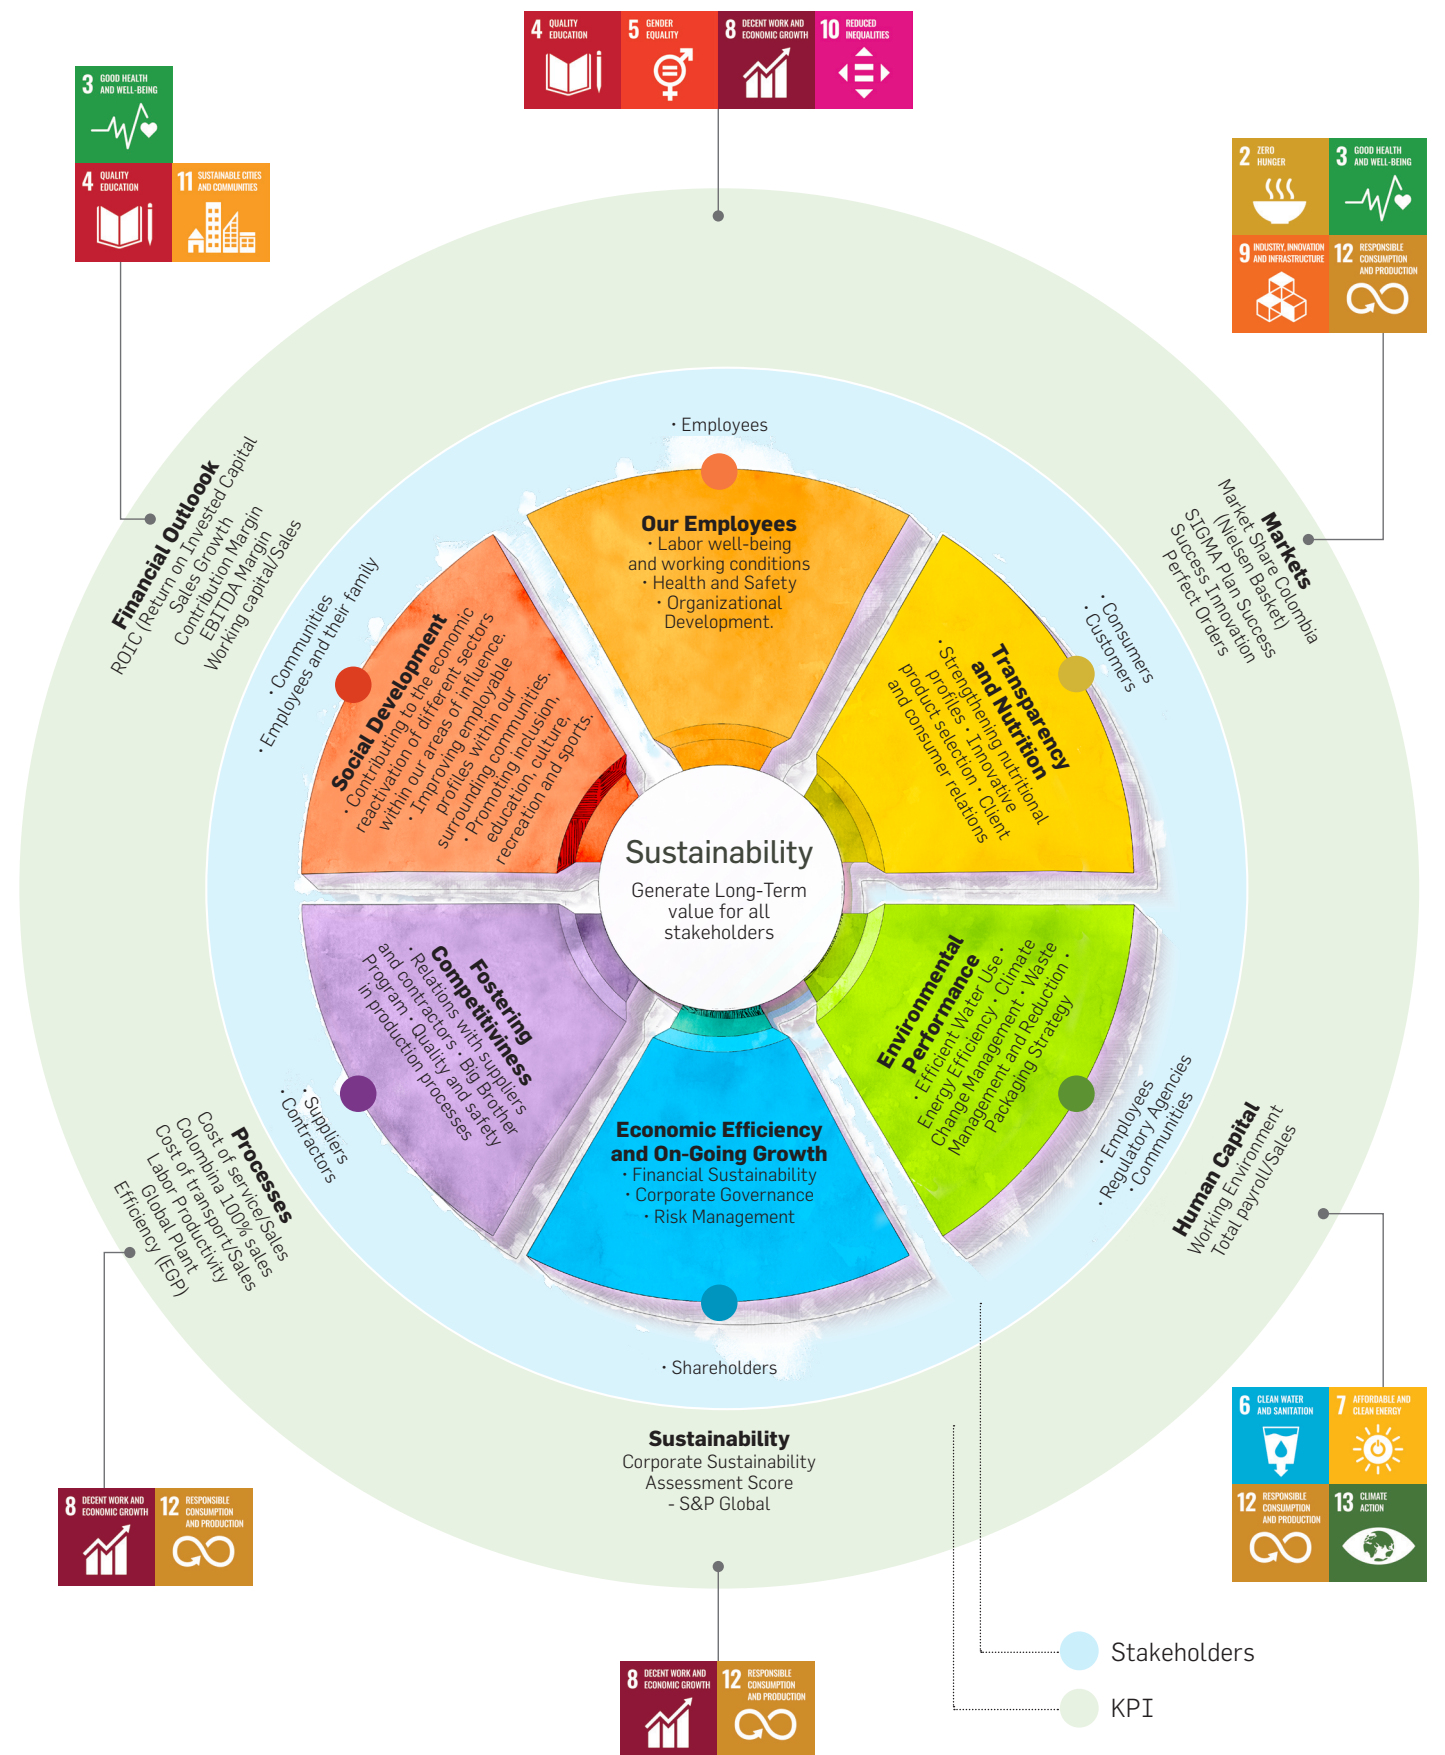 4 QUALITY
EDUCATION
5 GENDER
EQUALITY
8 DECENT WORK AND
ECONOMIC GROWTH
10 REDUCED
INEQUALITIES
3 GOOD HEALTH
AND WELL-BEING
4 QUALITY
EDUCATION
11 SUSTAINABLE CITIES
AND COMMUNITIES
2 ZERO
HUNGER
3 GOOD HEALTH
AND WELL-BEING
9 INDUSTRY, INNOVATION
AND INFRASTRUCTURE
12 RESPONSIBLE
CONSUMPTION
AND PRODUCTION
Financial Outloook
ROIC (Return on Invested Capital
Sales Growth
Contribution Margin
EBITDA Margin
Working capital/Sales
Markets
Market Share Colombia
(Nielsen Basket)
SIGMA Plan Success
Success Innovation
Perfect Orders
• Employees
Our Employees
• Labor well-being
and working conditions
• Health and Safety
• Organizational
Development.
• Communities
• Employees and their family
Social Development
• Contributing to the economic
reactivation of different sectors
within our areas of influence.
• Improving employable
profiles within our
surrounding communities.
• Promoting inclusion,
education, culture,
recreation and sports.
• Consumers
• Customers
Transparency
and Nutrition
• Strengthening nutritional
profiles • Innovative
product selection • Client
and consumer relations
Sustainability
Generate Long-Term
value for all
stakeholders
Fostering
Competitiviness
• Relations with suppliers
and contractors • Big Brother
Program • Quality and safety
in production processes
• Suppliers
• Contractors
Environmental
Performance
• Efficient Water Use •
Energy Efficiency • Climate
Change Management • Waste
Management and Reduction •
Packaging Strategy
• Employees
• Regulatory Agencies
• Communities
Economic Efficiency
and On-Going Growth
• Financial Sustainability
• Corporate Governance
• Risk Management
• Shareholders
Processes
Cost of service/Sales
Colombina 100% sales
Cost of transport/Sales
Labor Productivity
Global Plant
Efficiency (EGP)
Human Capital
Working Environment
Total payroll/Sales
Sustainability
Corporate Sustainability
Assessment Score
- S&P Global
8 DECENT WORK AND
ECONOMIC GROWTH
12 RESPONSIBLE
CONSUMPTION
AND PRODUCTION
6 CLEAN WATER
AND SANITATION
7 AFFORDABLE AND
CLEAN ENERGY
12 RESPONSIBLE
CONSUMPTION
AND PRODUCTION
13 CLIMATE
ACTION
8 DECENT WORK AND
ECONOMIC GROWTH
12 RESPONSIBLE
CONSUMPTION
AND PRODUCTION
Stakeholders
KPI